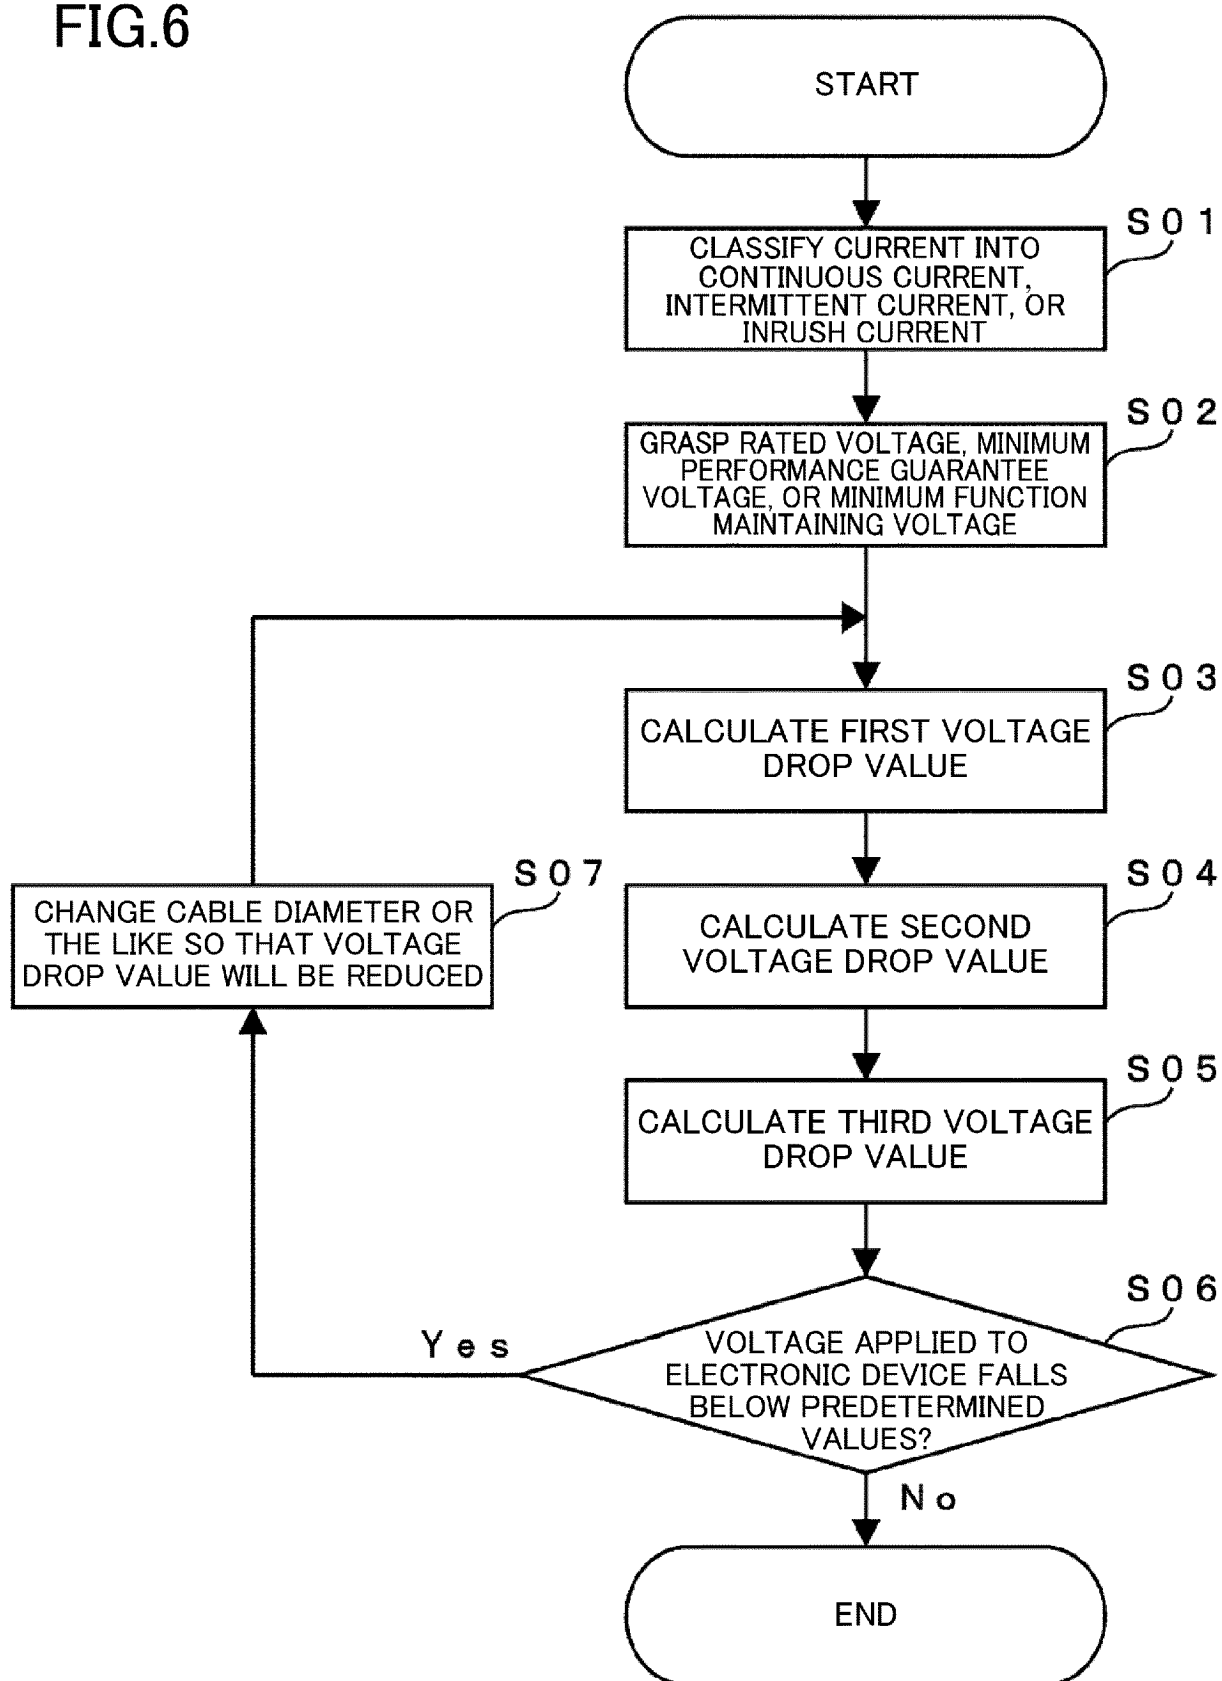 FIG.6
START
S01
CLASSIFY CURRENT INTO
CONTINUOUS CURRENT,
INTERMITTENT CURRENT, OR
INRUSH CURRENT
S02
GRASP RATED VOLTAGE, MINIMUM
PERFORMANCE GUARANTEE
VOLTAGE, OR MINIMUM FUNCTION
MAINTAINING VOLTAGE
S03
CALCULATE FIRST VOLTAGE
DROP VALUE
S07
CHANGE CABLE DIAMETER OR
THE LIKE SO THAT VOLTAGE
DROP VALUE WILL BE REDUCED
S04
CALCULATE SECOND
VOLTAGE DROP VALUE
S05
CALCULATE THIRD VOLTAGE
DROP VALUE
S06
Yes
VOLTAGE APPLIED TO
ELECTRONIC DEVICE FALLS
BELOW PREDETERMINED
VALUES?
No
END